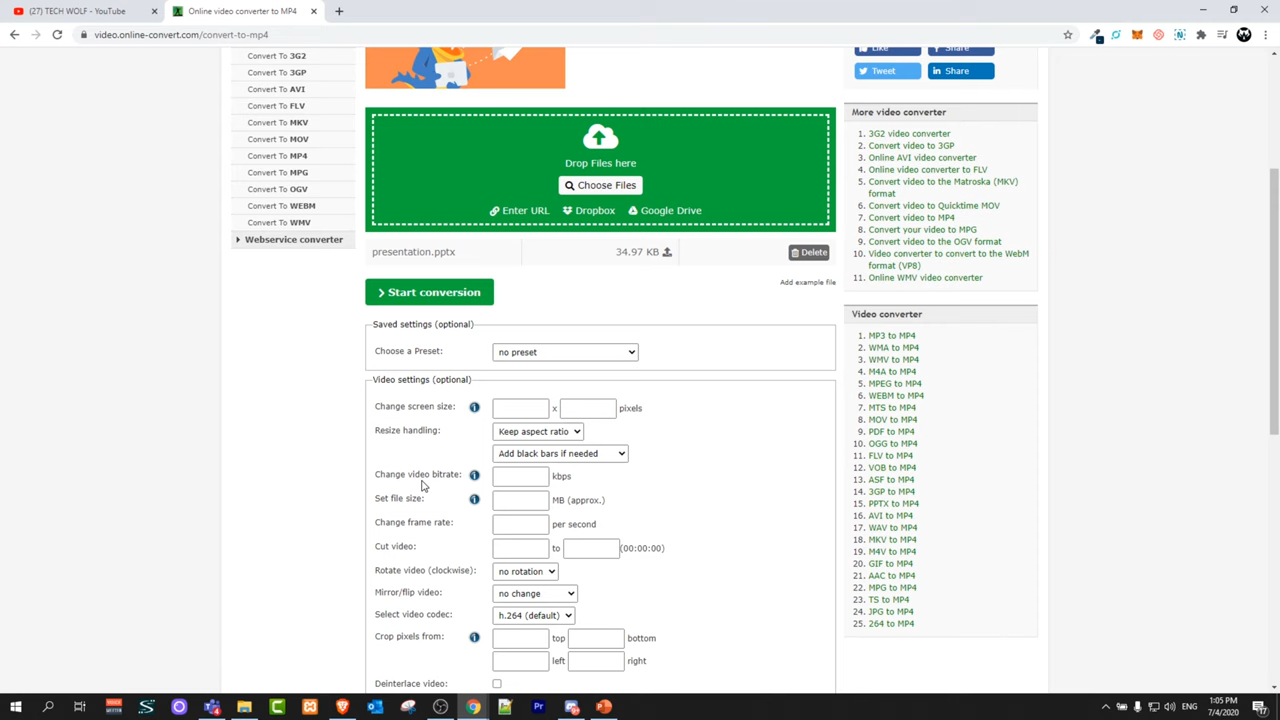 (27) TECH WOLF - YouTube
Online video converter to MP4
video.online-convert.com/convert-to-mp4
Convert To 3G2
Convert To 3GP
Convert To AVI
Convert To FLV
Convert To MKV
Convert To MOV
Convert To MP4
Convert To MPG
Convert To OGV
Convert To WEBM
Convert To WMV
Webservice converter
Drop Files here
Choose Files
Enter URL
Dropbox
Google Drive
presentation.pptx
34.97 KB
Delete
Start conversion
Add example file
Saved settings (optional)
Choose a Preset:
no preset
Video settings (optional)
Change screen size:
x
pixels
Resize handling:
Keep aspect ratio
Add black bars if needed
Change video bitrate:
kbps
Set file size:
MB (approx.)
Change frame rate:
per second
Cut video:
to
(00:00:00)
Rotate video (clockwise):
no rotation
Mirror/flip video:
no change
Select video codec:
h.264 (default)
Crop pixels from:
top
bottom
left
right
Deinterlace video:
Like
Share
Tweet
Share
More video converter
1. 3G2 video converter
2. Convert video to 3GP
3. Online AVI video converter
4. Online video converter to FLV
5. Convert video to the Matroska (MKV)
format
6. Convert video to Quicktime MOV
7. Convert video to MP4
8. Convert your video to MPG
9. Convert video to the OGV format
10. Video converter to convert to the WebM
format (VP8)
11. Online WMV video converter
Video converter
1. MP3 to MP4
2. WMA to MP4
3. WMV to MP4
4. M4A to MP4
5. MPEG to MP4
6. WEBM to MP4
7. MTS to MP4
8. MOV to MP4
9. PDF to MP4
10. OGG to MP4
11. FLV to MP4
12. VOB to MP4
13. ASF to MP4
14. 3GP to MP4
15. PPTX to MP4
16. AVI to MP4
17. WAV to MP4
18. MKV to MP4
19. M4V to MP4
20. GIF to MP4
21. AAC to MP4
22. MPG to MP4
23. TS to MP4
24. JPG to MP4
25. 264 to MP4
ENG
1:05 PM
7/4/2020